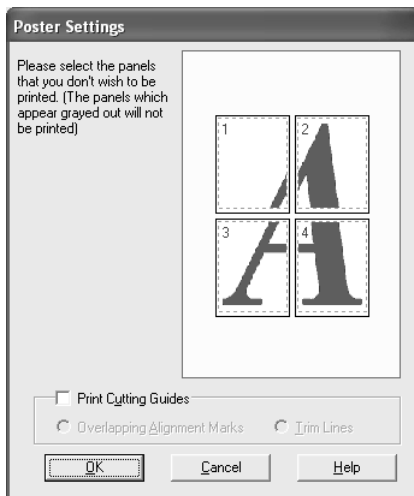 Poster Settings
Please select the panels
that you don't wish to be
printed. (The panels which
appear grayed out will not
be printed)
1 2
A
3 4
Print Cutting Guides
Overlapping Alignment Marks Trim Lines
OK Cancel Help